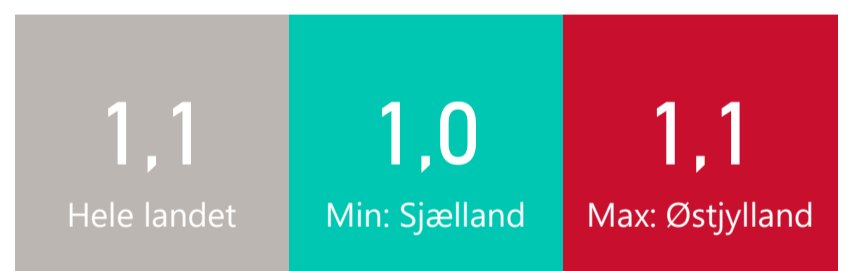 1,1
Hele landet
1,0
Min: Sjælland
1,1
Max: Østjylland